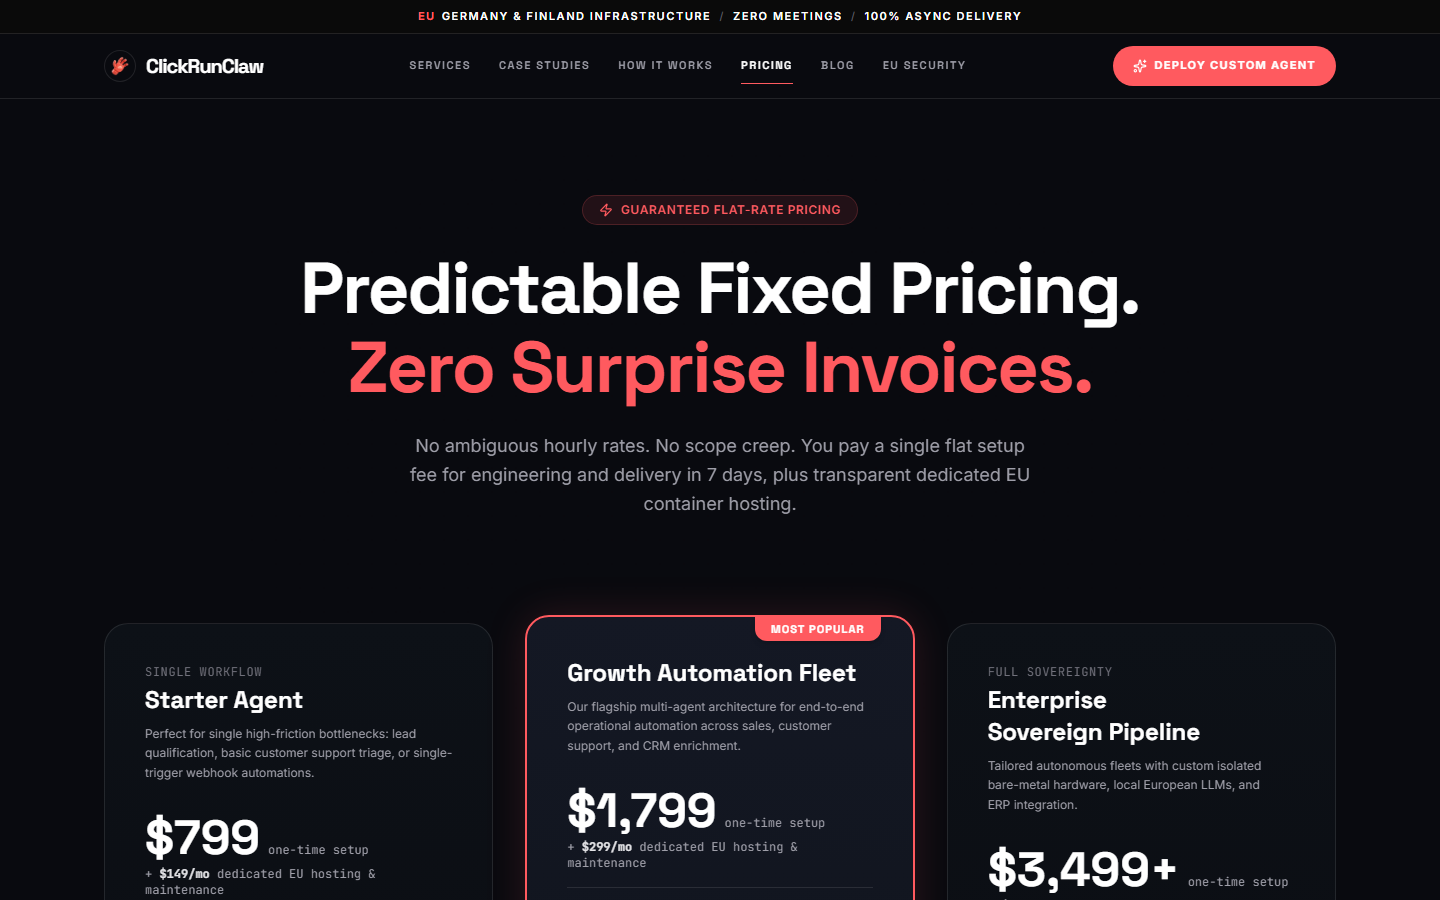 EU GERMANY & FINLAND INFRASTRUCTURE / ZERO MEETINGS / 100% ASYNC DELIVERY
ClickRunClaw
SERVICES CASE STUDIES HOW IT WORKS PRICING BLOG EU SECURITY
DEPLOY CUSTOM AGENT
GUARANTEED FLAT-RATE PRICING
Predictable Fixed Pricing.
Zero Surprise Invoices.
No ambiguous hourly rates. No scope creep. You pay a single flat setup
fee for engineering and delivery in 7 days, plus transparent dedicated EU
container hosting.
SINGLE WORKFLOW
Starter Agent
Perfect for single high-friction bottlenecks: lead
qualification, basic customer support triage, or single-
trigger webhook automations.
$799 one-time setup
+ $149/mo dedicated EU hosting &
maintenance
MOST POPULAR
Growth Automation Fleet
Our flagship multi-agent architecture for end-to-end
operational automation across sales, customer
support, and CRM enrichment.
$1,799 one-time setup
+ $299/mo dedicated EU hosting &
maintenance
FULL SOVEREIGNTY
Enterprise
Sovereign Pipeline
Tailored autonomous fleets with custom isolated
bare-metal hardware, local European LLMs, and
ERP integration.
$3,499+ one-time setup